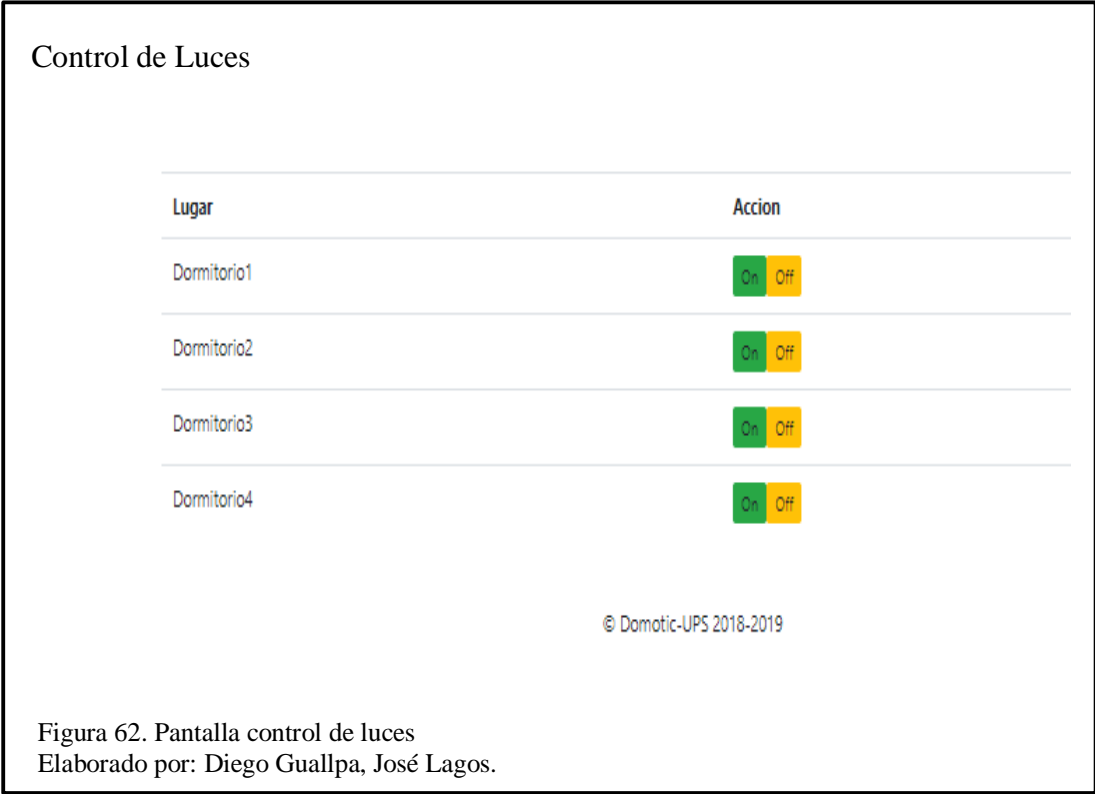 Control de Luces
Lugar Accion
Dormitorio1 On Off
Dormitorio2 On Off
Dormitorio3 On Off
Dormitorio4 On Off
© Domotic-UPS 2018-2019
Figura 62. Pantalla control de luces
Elaborado por: Diego Guallpa, José Lagos.